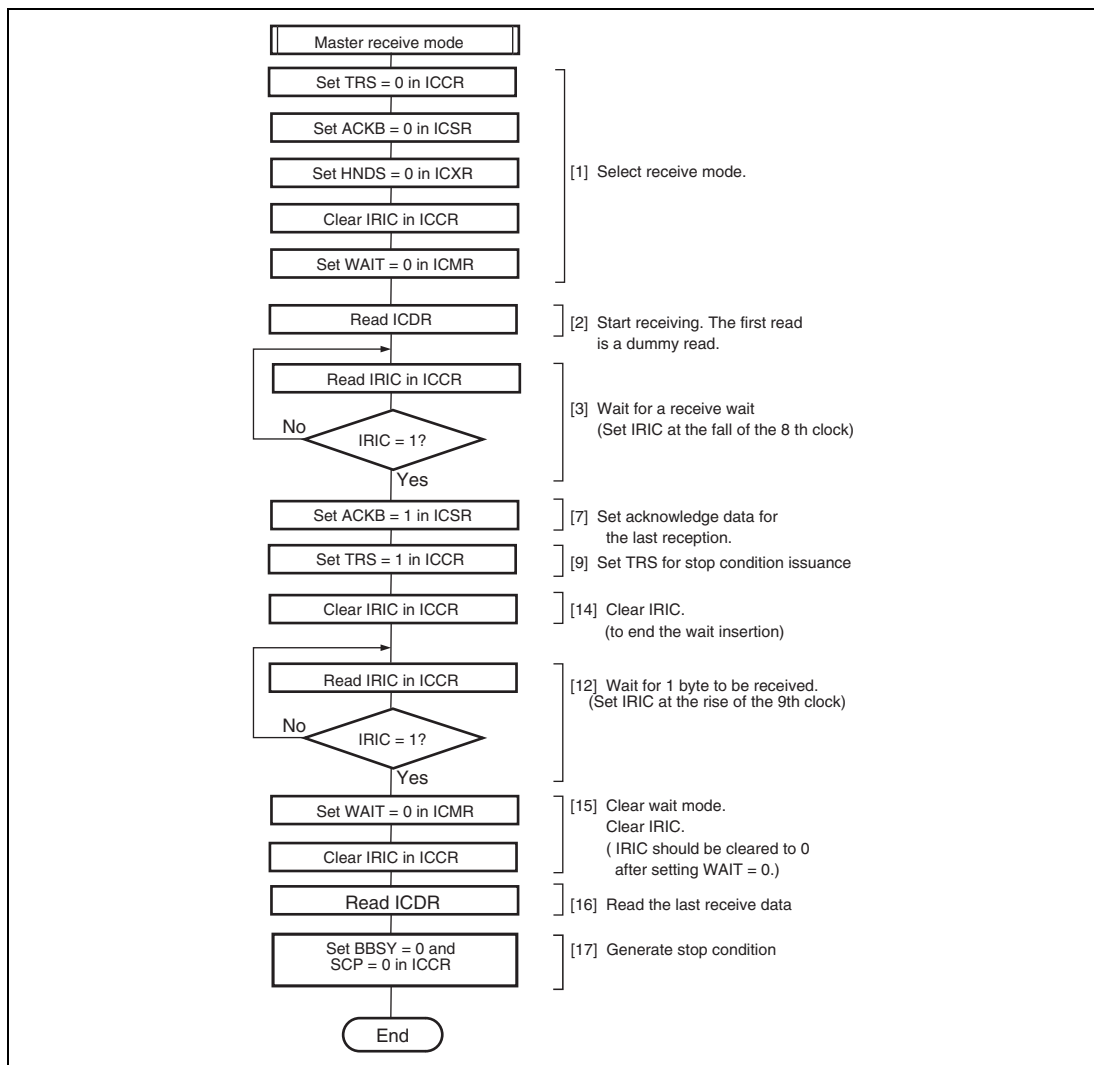 Master receive mode
Set TRS = 0 in ICCR
Set ACKB = 0 in ICSR
Set HNDS = 0 in ICXR
Clear IRIC in ICCR
Set WAIT = 0 in ICMR
[1] Select receive mode.
Read ICDR
[2] Start receiving. The first read
is a dummy read.
Read IRIC in ICCR
No
IRIC = 1?
Yes
[3] Wait for a receive wait
(Set IRIC at the fall of the 8 th clock)
Set ACKB = 1 in ICSR
[7] Set acknowledge data for
the last reception.
Set TRS = 1 in ICCR
[9] Set TRS for stop condition issuance
Clear IRIC in ICCR
[14] Clear IRIC.
(to end the wait insertion)
Read IRIC in ICCR
No
IRIC = 1?
Yes
[12] Wait for 1 byte to be received.
(Set IRIC at the rise of the 9th clock)
Set WAIT = 0 in ICMR
Clear IRIC in ICCR
[15] Clear wait mode.
Clear IRIC.
( IRIC should be cleared to 0
after setting WAIT = 0.)
Read ICDR
[16] Read the last receive data
Set BBSY = 0 and
SCP = 0 in ICCR
[17] Generate stop condition
End